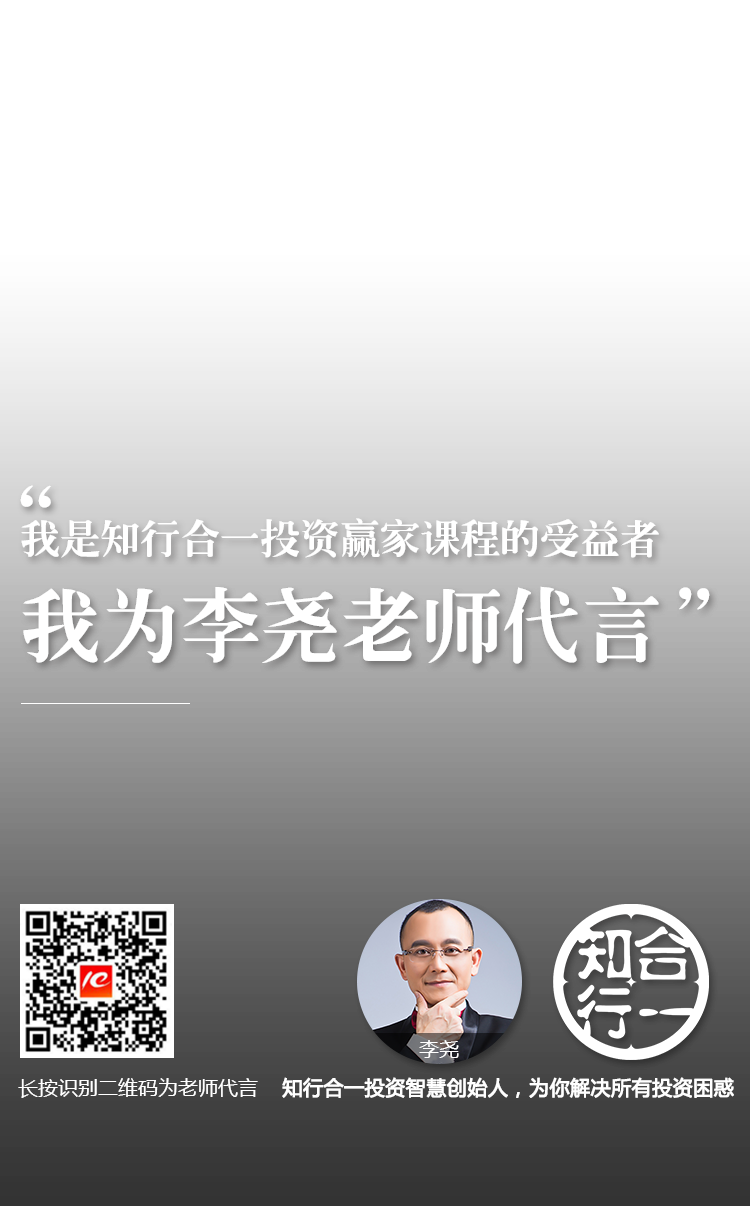 “
我是知行合一投资赢家课程的受益者
我为李尧老师代言”
李尧
知合
行一
长按识别二维码为老师代言
知行合一投资智慧创始人，为你解决所有投资困惑